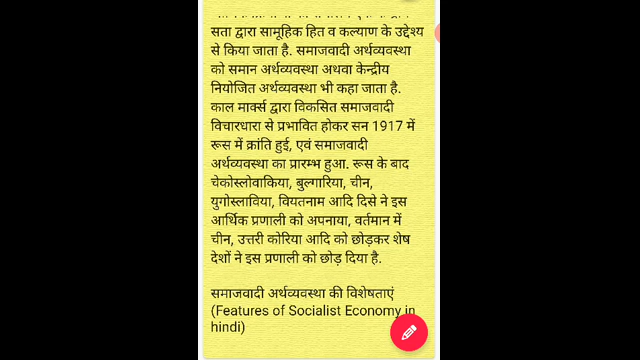 सता द्वारा सामूहिक हित व कल्याण के उद्देश्य
से किया जाता है. समाजवादी अर्थव्यवस्था
को समान अर्थव्यवस्था अथवा केन्द्रीय
नियोजित अर्थव्यवस्था भी कहा जाता है.
काल मार्क्स द्वारा विकसित समाजवादी
विचारधारा से प्रभावित होकर सन 1917 में
रूस में क्रांति हुई, एवं समाजवादी
अर्थव्यवस्था का प्रारम्भ हुआ. रूस के बाद
चेकोस्लोवाकिया, बुल्गारिया, चीन,
युगोस्लाविया, वियतनाम आदि दिसे ने इस
आर्थिक प्रणाली को अपनाया, वर्तमान में
चीन, उत्तरी कोरिया आदि को छोड़कर शेष
देशों ने इस प्रणाली को छोड़ दिया है.
समाजवादी अर्थव्यवस्था की विशेषताएं
(Features of Socialist Economy in
hindi)